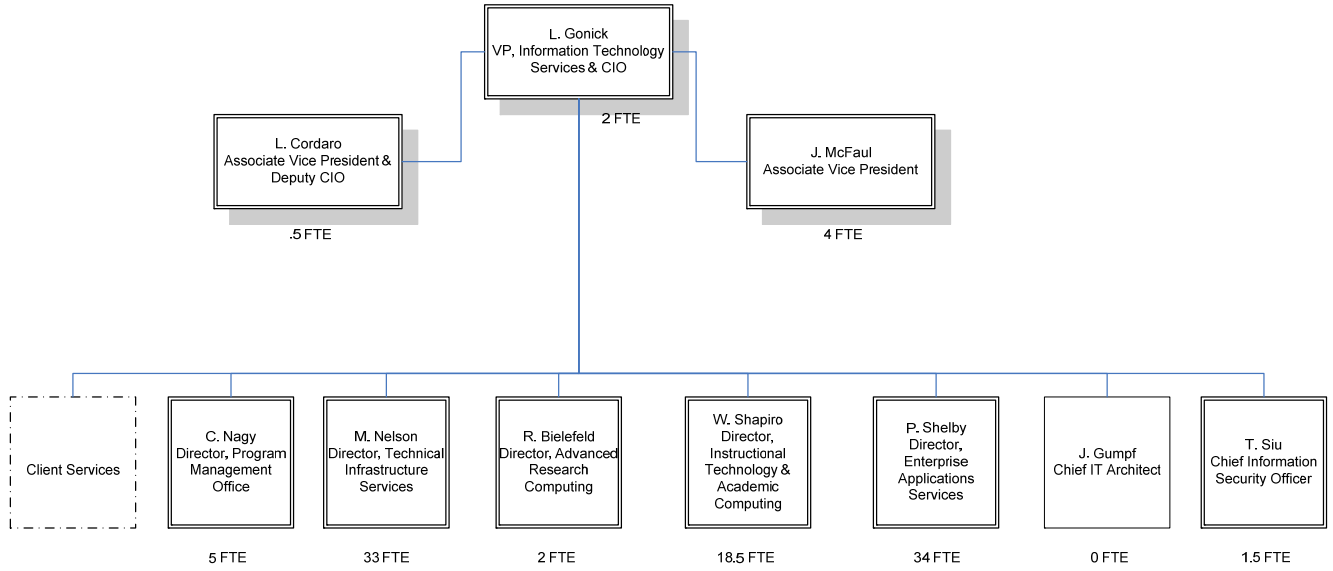 L. Gonick
VP, Information Technology
Services & CIO
2 FTE
L. Cordaro
Associate Vice President &
Deputy CIO
.5 FTE
J. McFaul
Associate Vice President
4 FTE
Client Services
C. Nagy
Director, Program
Management
Office
5 FTE
M. Nelson
Director, Technical
Infrastructure
Services
33 FTE
R. Bielefeld
Director, Advanced
Research
Computing
2 FTE
W. Shapiro
Director,
Instructional
Technology &
Academic
Computing
18.5 FTE
P. Shelby
Director,
Enterprise
Applications
Services
34 FTE
J. Gumpf
Chief IT Architect
0 FTE
T. Siu
Chief Information
Security Officer
1.5 FTE